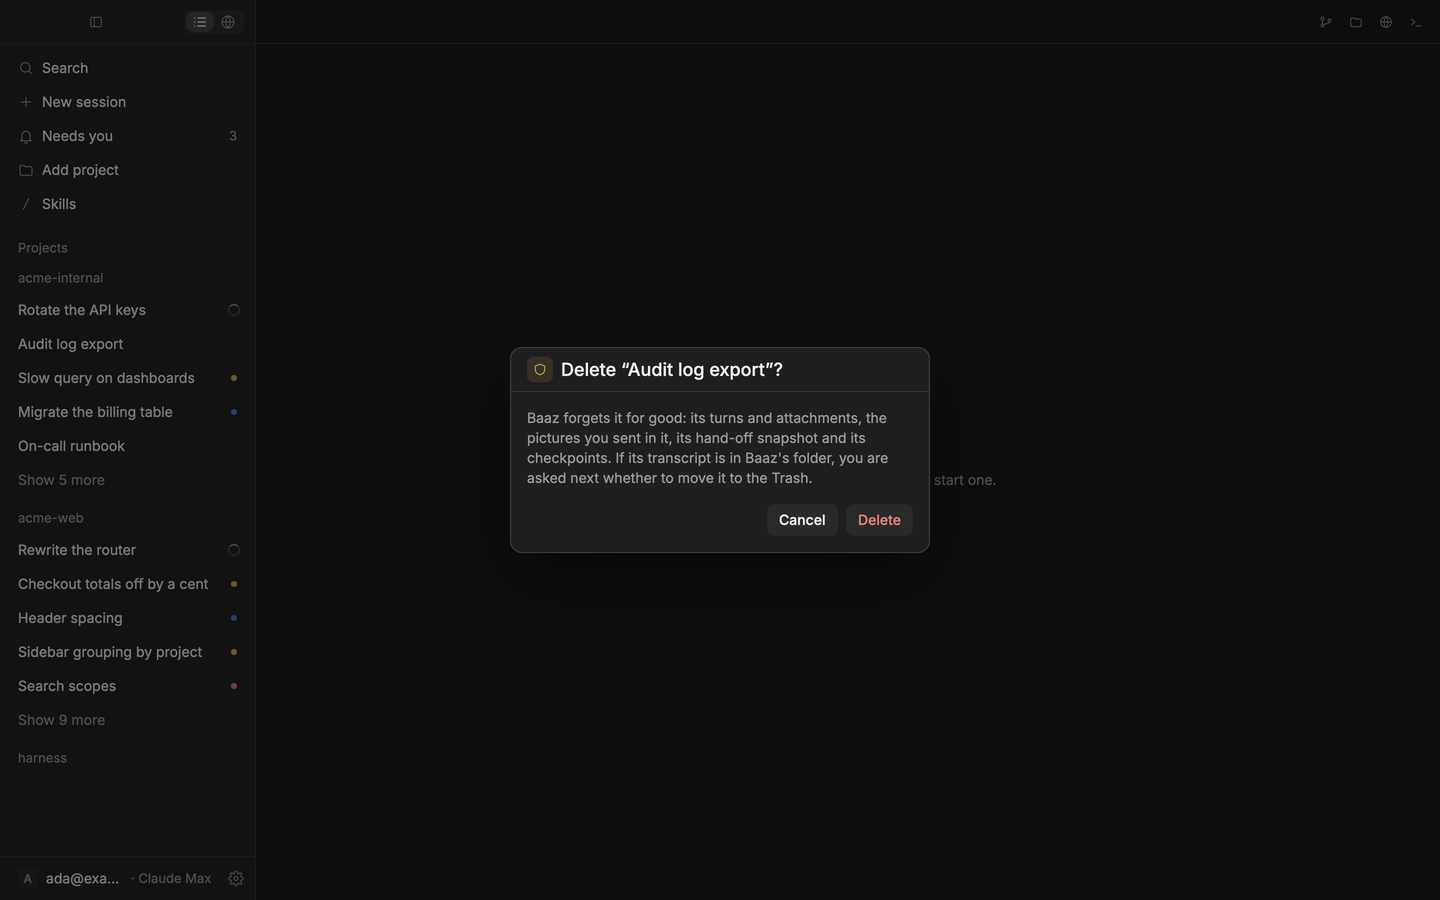 Search
New session
Needs you 3
Add project
Skills
Projects
acme-internal
Rotate the API keys
Audit log export
Slow query on dashboards
Migrate the billing table
On-call runbook
Show 5 more
acme-web
Rewrite the router
Checkout totals off by a cent
Header spacing
Sidebar grouping by project
Search scopes
Show 9 more
harness
A ada@exa... · Claude Max
Delete “Audit log export”?
Baaz forgets it for good: its turns and attachments, the
pictures you sent in it, its hand-off snapshot and its
checkpoints. If its transcript is in Baaz's folder, you are
asked next whether to move it to the Trash.
Cancel Delete
start one.